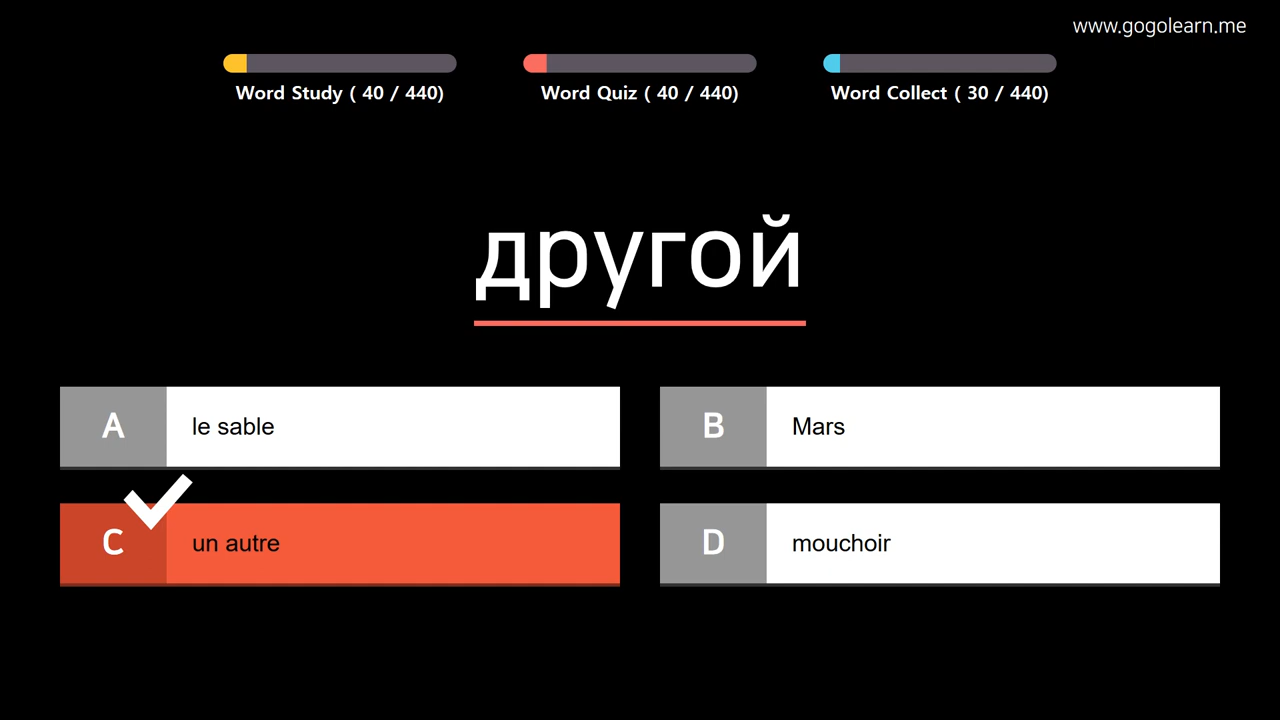 www.gogolearn.me
Word Study ( 40 / 440)
Word Quiz ( 40 / 440)
Word Collect ( 30 / 440)
другой
A le sable
B Mars
C un autre
D mouchoir